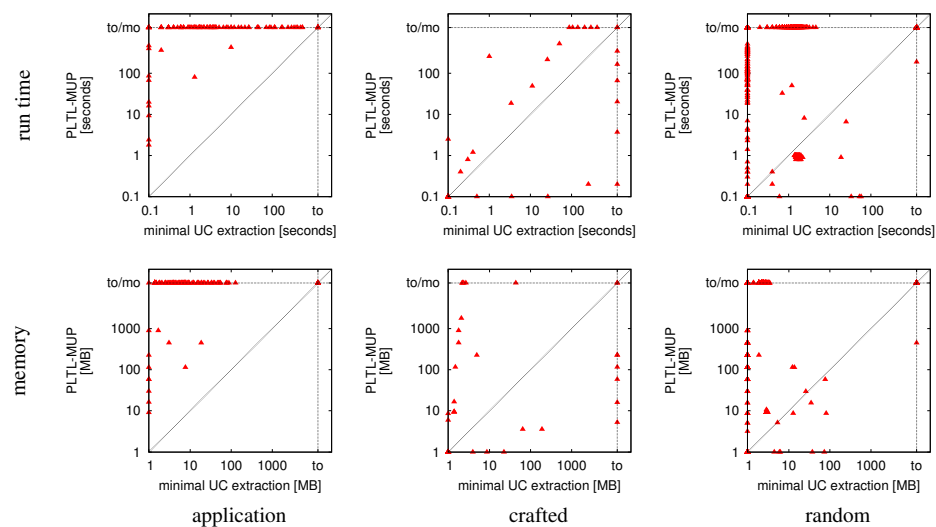 run time
PLTL-MUP
[seconds]
to/mo
100
10
1
0.1
0.1 1 10 100 to
minimal UC extraction [seconds]
PLTL-MUP
[seconds]
to/mo
100
10
1
0.1
0.1 1 10 100 to
minimal UC extraction [seconds]
PLTL-MUP
[seconds]
to/mo
100
10
1
0.1
0.1 1 10 100 to
minimal UC extraction [seconds]
memory
PLTL-MUP
[MB]
to/mo
1000
100
10
1
1 10 100 1000 to
minimal UC extraction [MB]
application
PLTL-MUP
[MB]
to/mo
1000
100
10
1
1 10 100 1000 to
minimal UC extraction [MB]
crafted
PLTL-MUP
[MB]
to/mo
1000
100
10
1
1 10 100 1000 to
minimal UC extraction [MB]
random